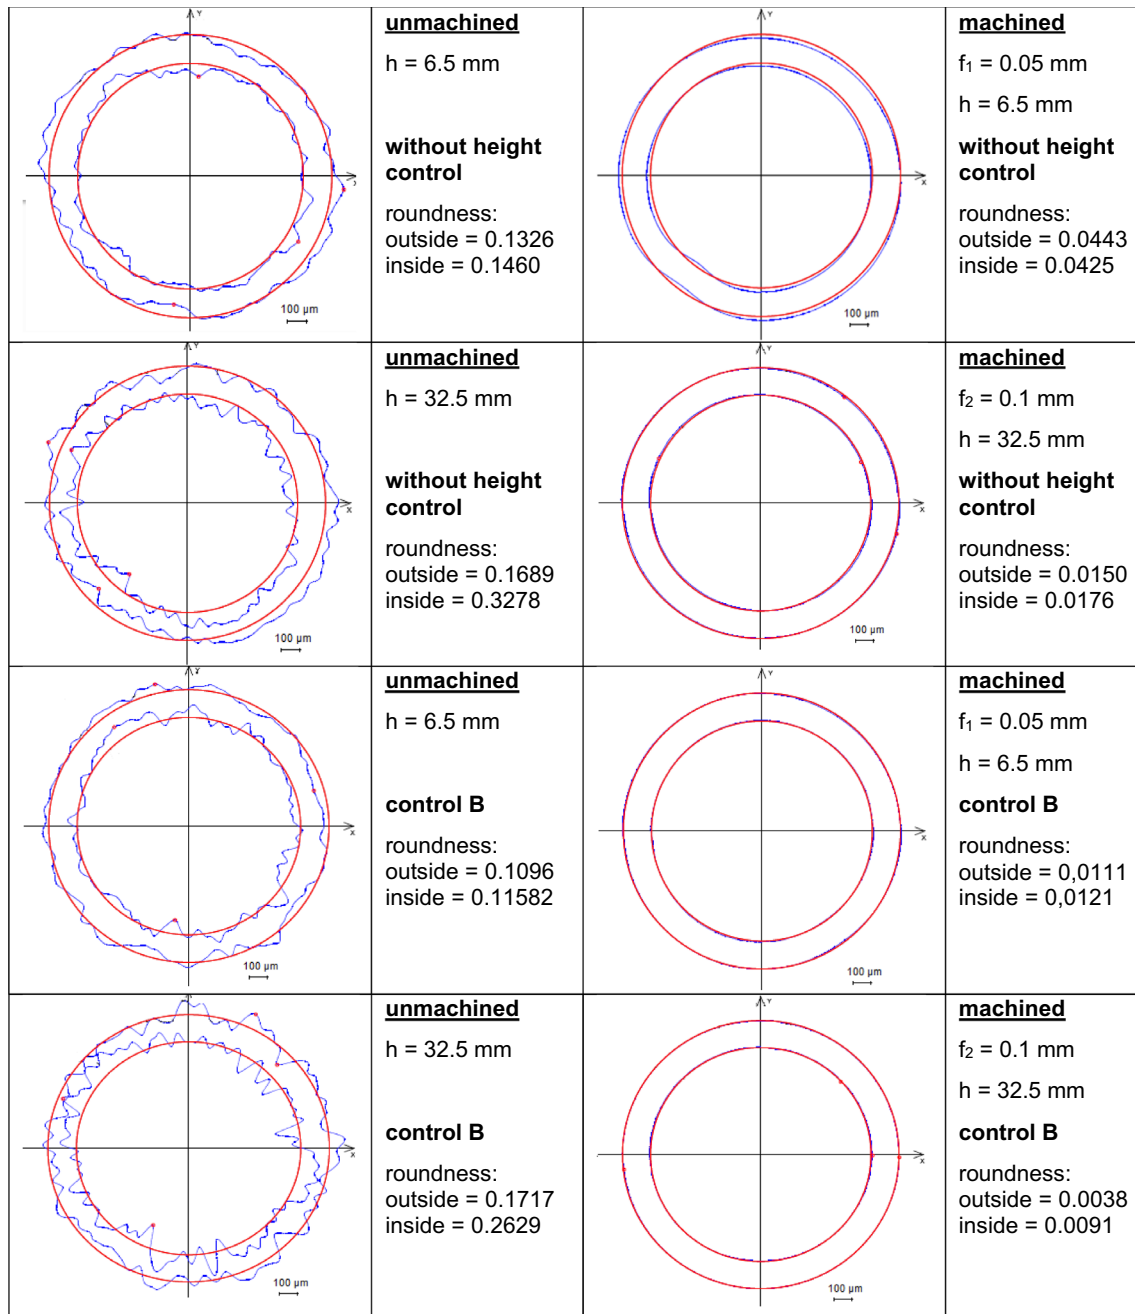 Y
X
100 µm
unmachined
h = 6.5 mm
without height
control
roundness:
outside = 0.1326
inside = 0.1460
Y
X
100 µm
machined
f₁ = 0.05 mm
h = 6.5 mm
without height
control
roundness:
outside = 0.0443
inside = 0.0425
Y
X
100 µm
unmachined
h = 32.5 mm
without height
control
roundness:
outside = 0.1689
inside = 0.3278
Y
X
100 µm
machined
f₂ = 0.1 mm
h = 32.5 mm
without height
control
roundness:
outside = 0.0150
inside = 0.0176
Y
X
100 µm
unmachined
h = 6.5 mm
control B
roundness:
outside = 0.1096
inside = 0.11582
Y
X
100 µm
machined
f₁ = 0.05 mm
h = 6.5 mm
control B
roundness:
outside = 0,0111
inside = 0,0121
Y
X
100 µm
unmachined
h = 32.5 mm
control B
roundness:
outside = 0.1717
inside = 0.2629
Y
X
100 µm
machined
f₂ = 0.1 mm
h = 32.5 mm
control B
roundness:
outside = 0.0038
inside = 0.0091